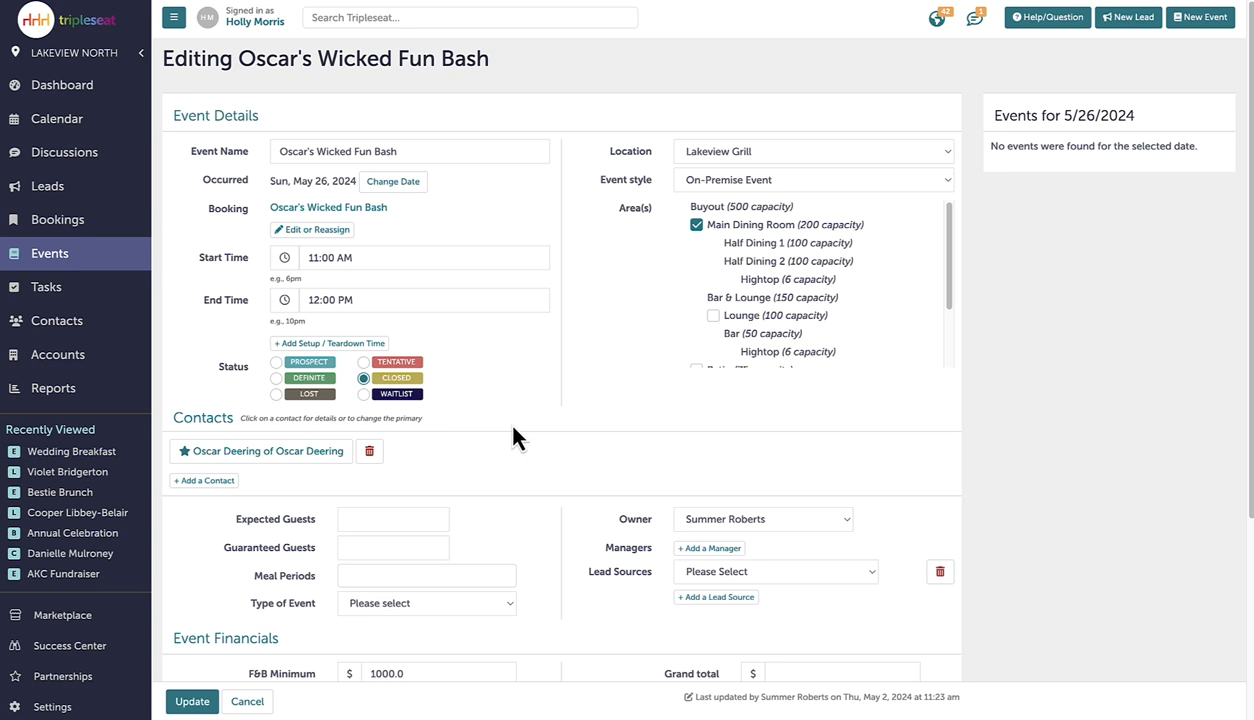 tripleseat
HM
Signed in as
Holly Morris
Search Tripleseat...
42
1
Help/Question
New Lead
New Event
LAKEVIEW NORTH
Dashboard
Calendar
Discussions
Leads
Bookings
Events
Tasks
Contacts
Accounts
Reports
Recently Viewed
E Wedding Breakfast
L Violet Bridgerton
E Bestie Brunch
L Cooper Libbey-Belair
B Annual Celebration
C Danielle Mulroney
E AKC Fundraiser
Marketplace
Success Center
Partnerships
Settings
Editing Oscar's Wicked Fun Bash
Event Details
Event Name Oscar's Wicked Fun Bash
Occurred Sun, May 26, 2024 Change Date
Booking Oscar's Wicked Fun Bash
Edit or Reassign
Start Time 11:00 AM
e.g., 6pm
End Time 12:00 PM
e.g., 10pm
+ Add Setup / Teardown Time
Status
PROSPECT TENTATIVE
DEFINITE CLOSED
LOST WAITLIST
Location Lakeview Grill
Event style On-Premise Event
Area(s)
Buyout (500 capacity)
Main Dining Room (200 capacity)
Half Dining 1 (100 capacity)
Half Dining 2 (100 capacity)
Hightop (6 capacity)
Bar & Lounge (150 capacity)
Lounge (100 capacity)
Bar (50 capacity)
Hightop (6 capacity)
Contacts Click on a contact for details or to change the primary
Oscar Deering of Oscar Deering
+ Add a Contact
Expected Guests
Guaranteed Guests
Meal Periods
Type of Event Please select
Owner Summer Roberts
Managers + Add a Manager
Lead Sources Please Select
+ Add a Lead Source
Event Financials
F&B Minimum $ 1000.0
Grand total $
Update
Cancel
Last updated by Summer Roberts on Thu, May 2, 2024 at 11:23 am
Events for 5/26/2024
No events were found for the selected date.